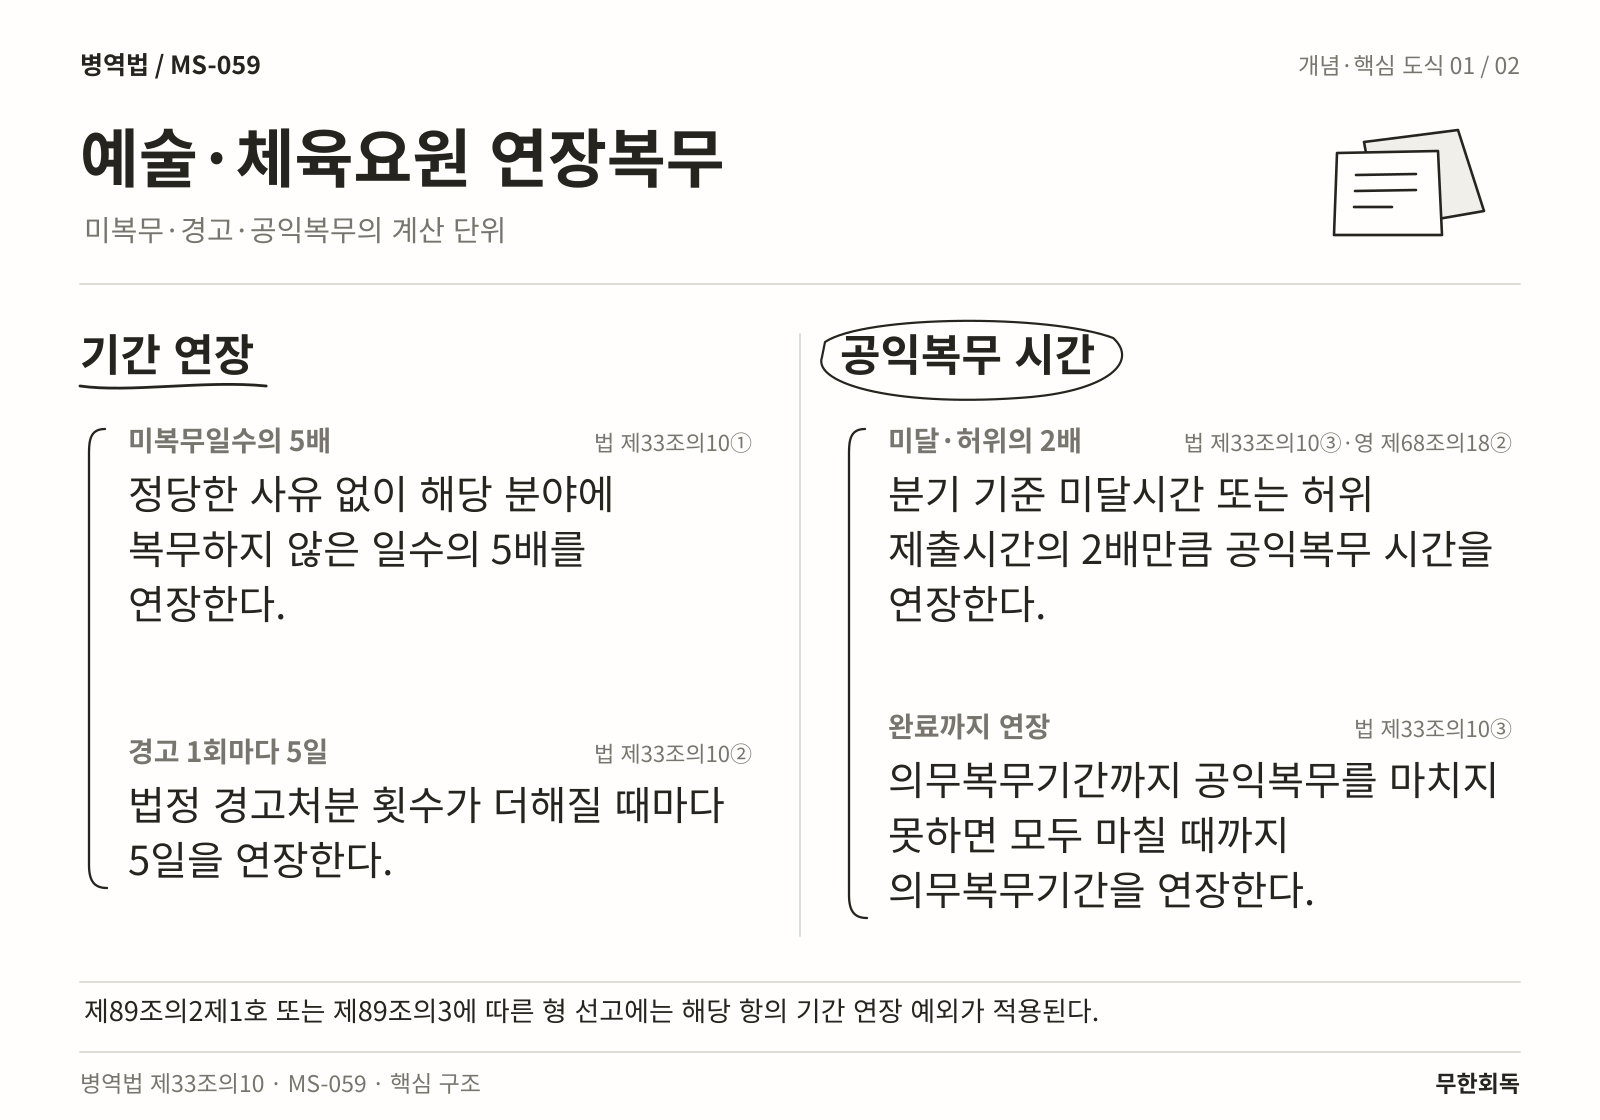 병역법 / MS-059
개념·핵심 도식 01 / 02
예술·체육요원 연장복무
미복무·경고·공익복무의 계산 단위
기간 연장
미복무일수의 5배
법 제33조의10①
정당한 사유 없이 해당 분야에
복무하지 않은 일수의 5배를
연장한다.
경고 1회마다 5일
법 제33조의10②
법정 경고처분 횟수가 더해질 때마다
5일을 연장한다.
공익복무 시간
미달·허위의 2배
법 제33조의10③·영 제68조의18②
분기 기준 미달시간 또는 허위
제출시간의 2배만큼 공익복무 시간을
연장한다.
완료까지 연장
법 제33조의10③
의무복무기간까지 공익복무를 마치지
못하면 모두 마칠 때까지
의무복무기간을 연장한다.
제89조의2제1호 또는 제89조의3에 따른 형 선고에는 해당 항의 기간 연장 예외가 적용된다.
병역법 제33조의10 · MS-059 · 핵심 구조
무한회독